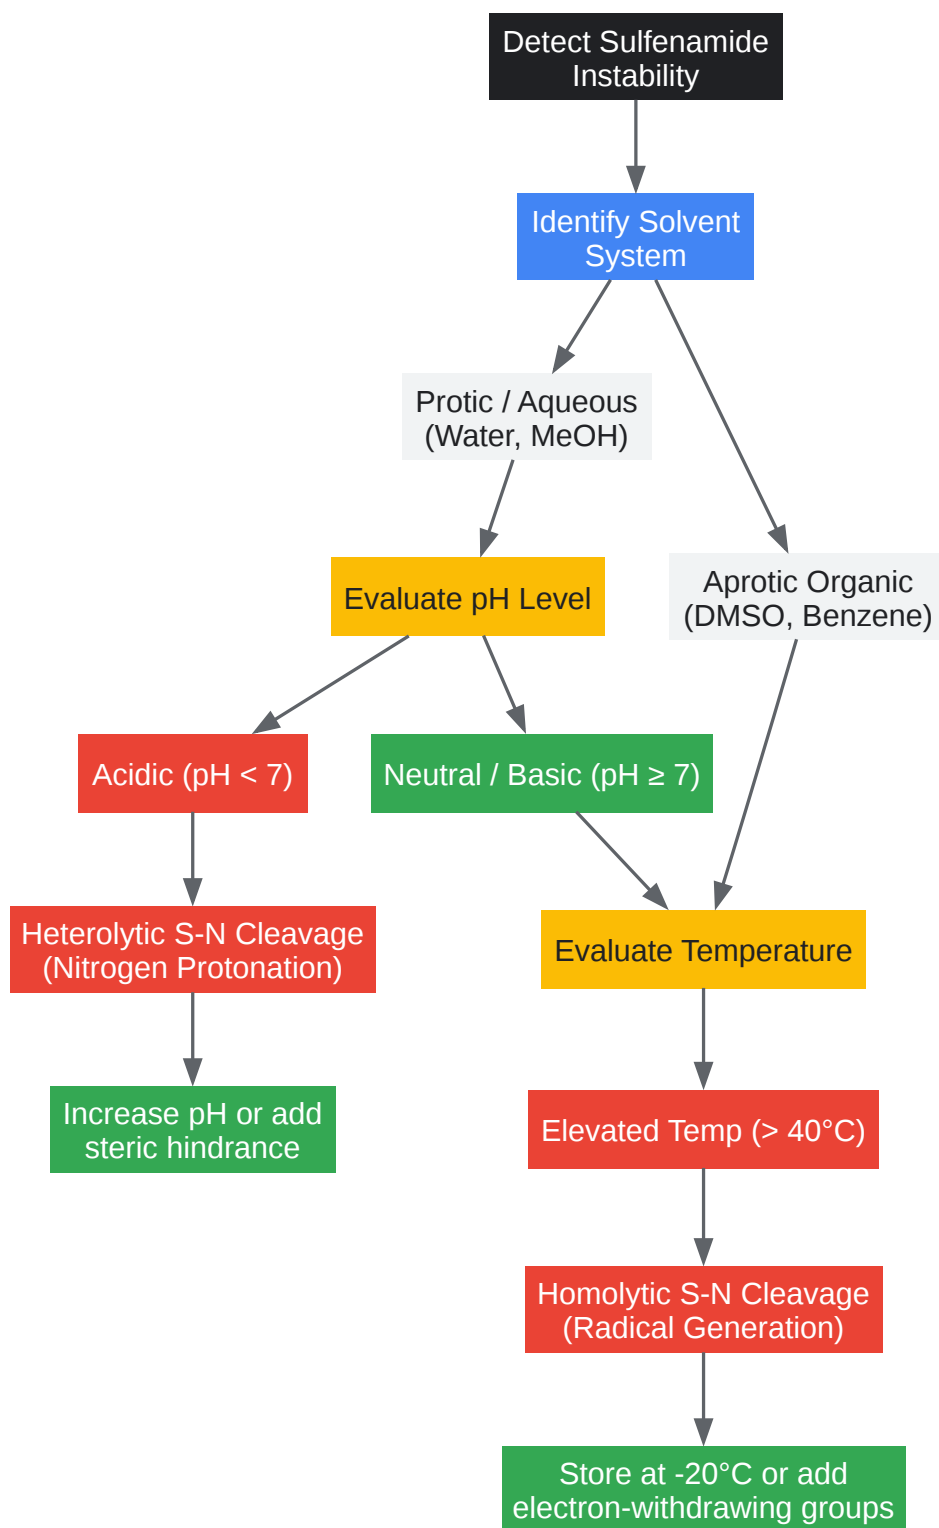 Detect Sulfenamide
Instability
Identify Solvent
System
Protic / Aqueous
(Water, MeOH)
Aprotic Organic
(DMSO, Benzene)
Evaluate pH Level
Acidic (pH < 7)
Neutral / Basic (pH ≥ 7)
Heterolytic S-N Cleavage
(Nitrogen Protonation)
Evaluate Temperature
Increase pH or add
steric hindrance
Elevated Temp (> 40°C)
Homolytic S-N Cleavage
(Radical Generation)
Store at -20°C or add
electron-withdrawing groups